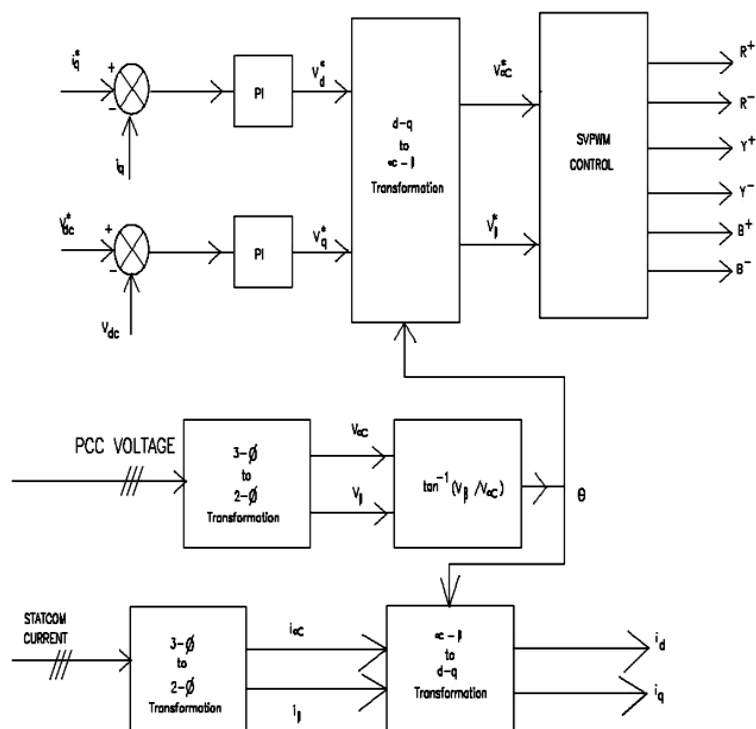 i*q
+
-
iq
PI
V*d
d-q
to
∝-β
Transformation
V*∝
SVPWM
CONTROL
R+
R-
Y+
Y-
B+
B-
V*dc
+
-
Vdc
PI
V*q
V*β
PCC VOLTAGE
3-Ø
to
2-Ø
Transformation
V∝
Vβ
tan-1 (Vβ /V∝)
θ
STATCOM
CURRENT
3-Ø
to
2-Ø
Transformation
i∝
iβ
∝-β
to
d-q
Transformation
id
iq